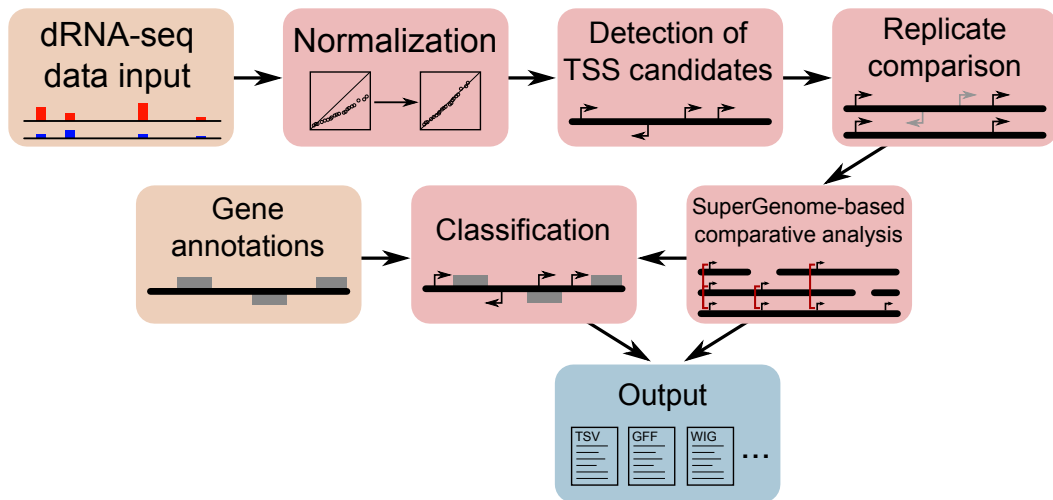 dRNA-seq
data input
Normalization
Detection of
TSS candidates
Replicate
comparison
Gene
annotations
Classification
SuperGenome-based
comparative analysis
Output
TSV
GFF
WIG
...